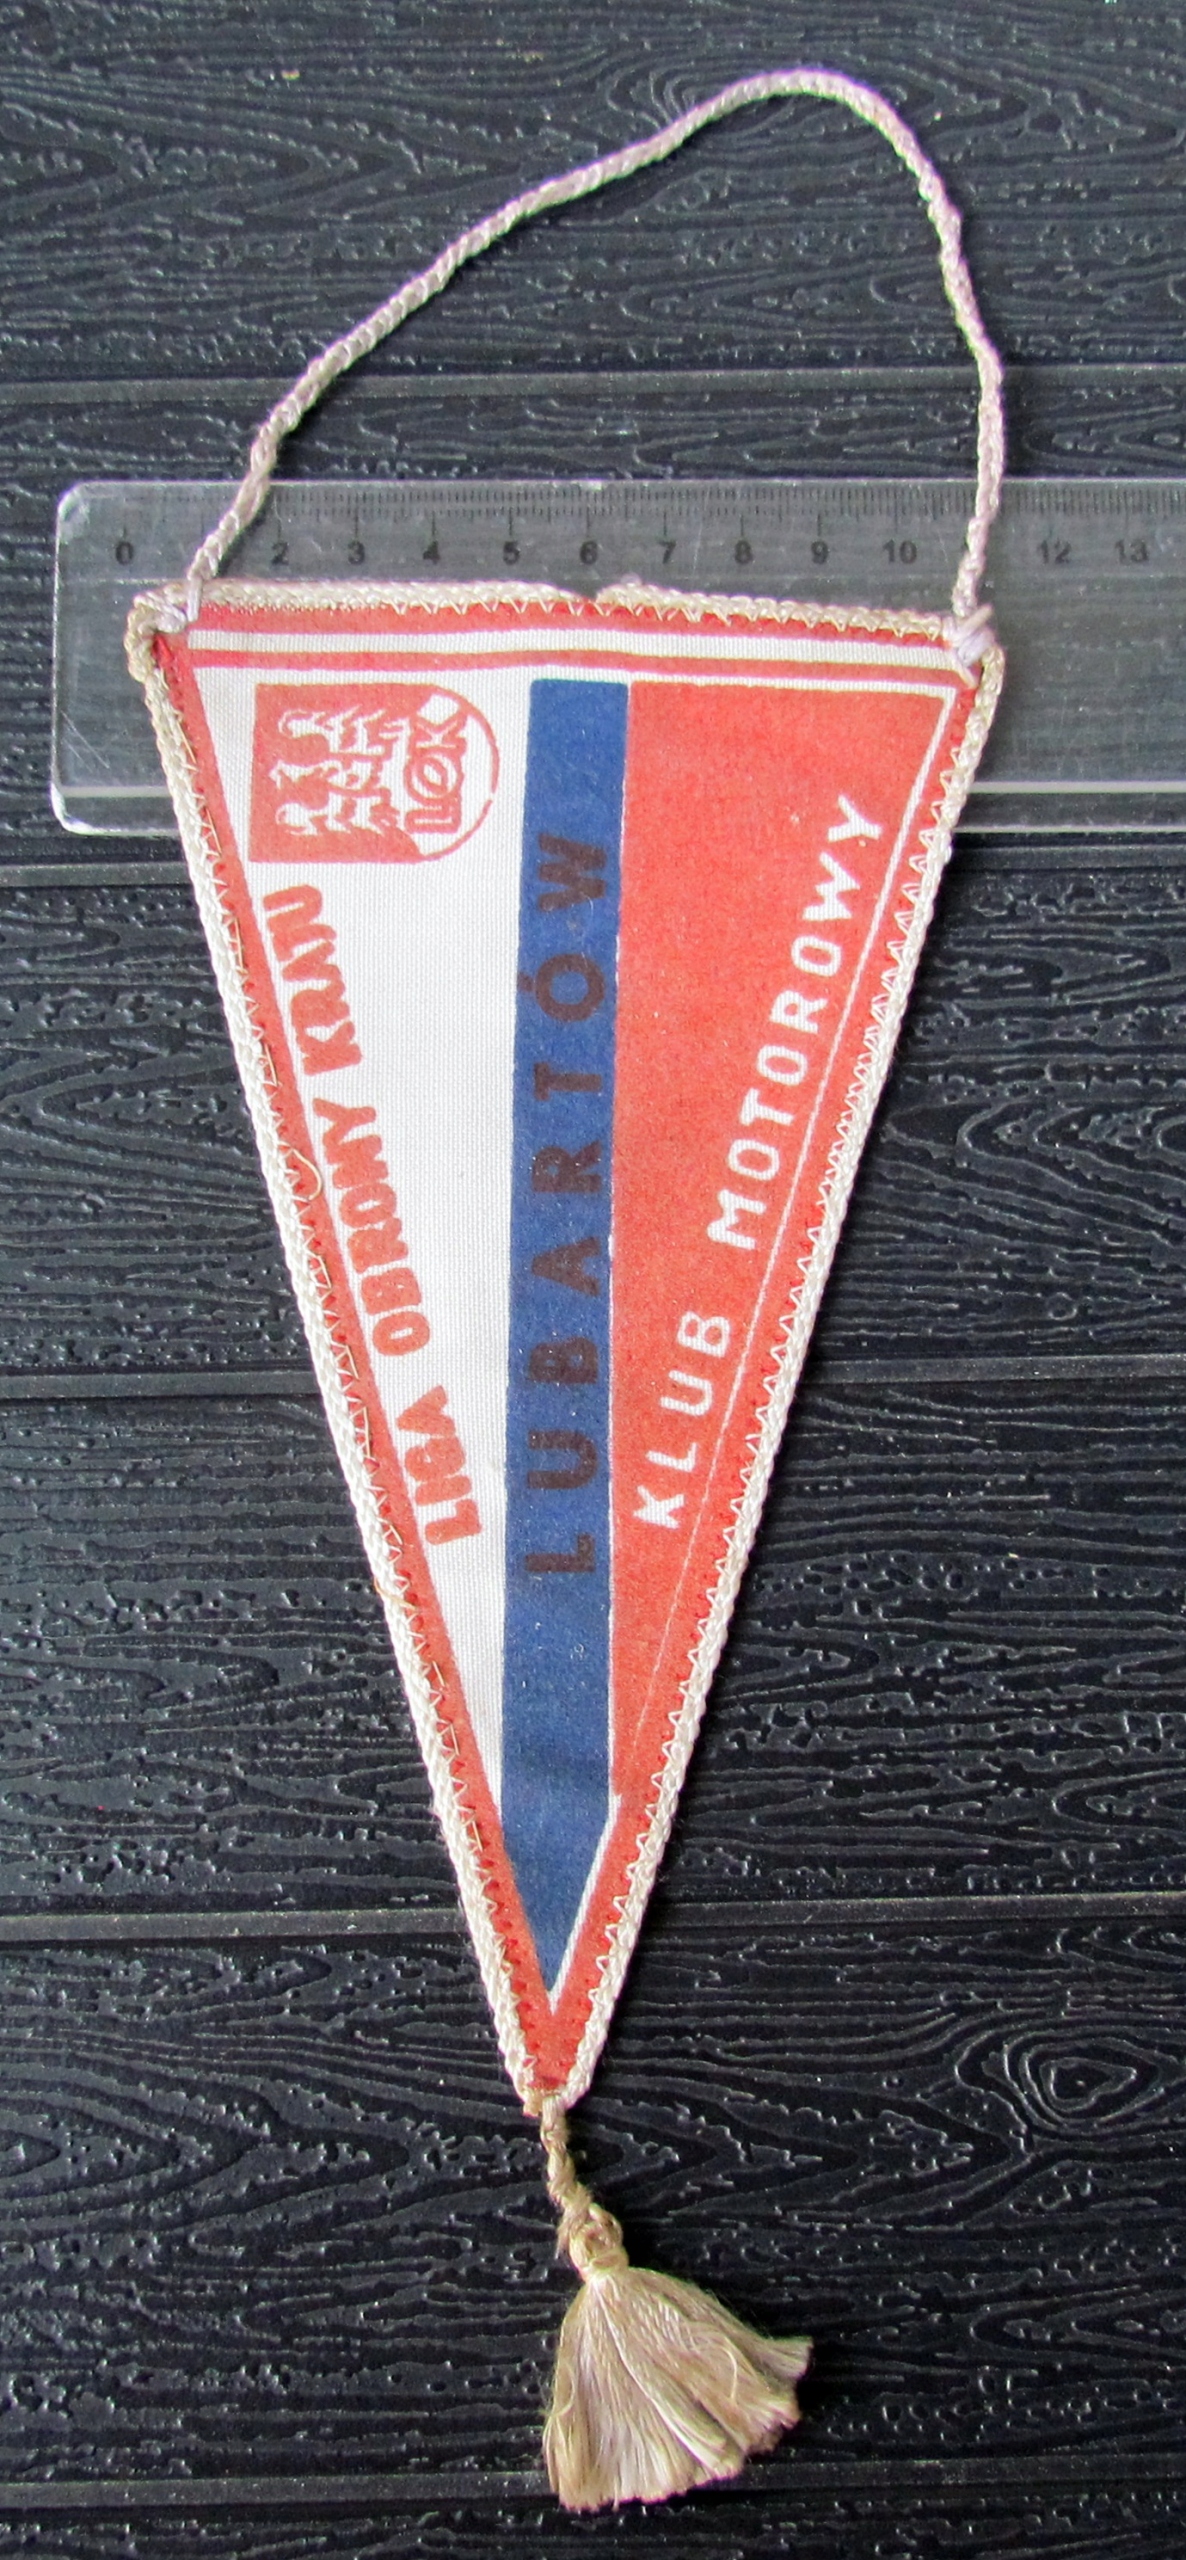 0 2 3 4 5 6 7 8 9 10 12 13
LOK
LIGA OBRONY KRAJU
LUBARTÓW
KLUB MOTOROWY